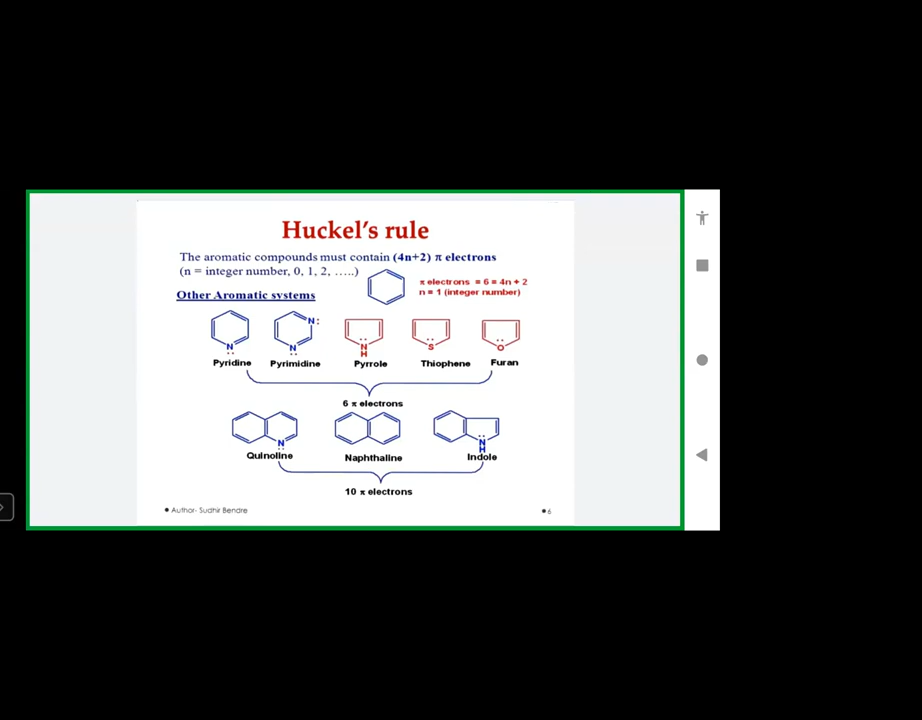 Huckel's rule
The aromatic compounds must contain (4n+2) π electrons
(n = integer number, 0, 1, 2, …..)
π electrons = 6 = 4n + 2
n = 1 (integer number)
Other Aromatic systems
N
N:
N
N
H
S
O
Pyridine Pyrimidine Pyrrole Thiophene Furan
6 π electrons
N
N
H
Quinoline Naphthaline Indole
10 π electrons
• Author- Sudhir Bendre
• 6